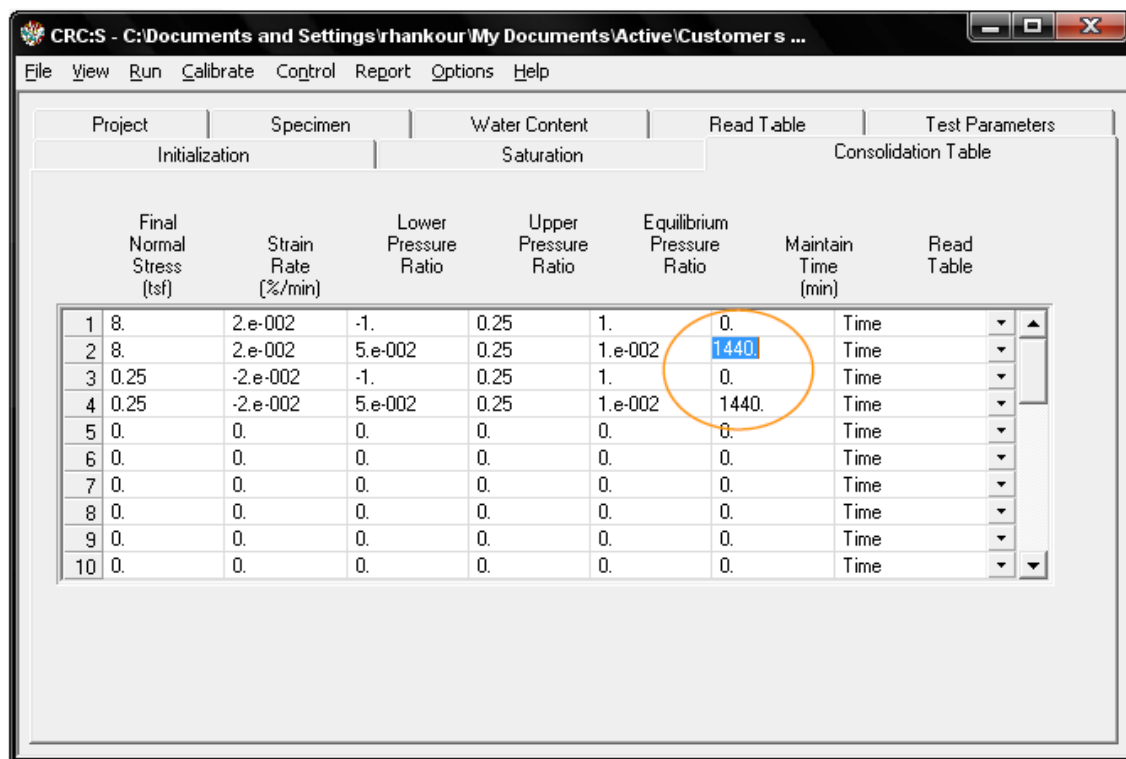 CRC:S - C:\Documents and Settings\rhankour\My Documents\Active\Customers ...
File View Run Calibrate Control Report Options Help
Project Specimen Water Content Read Table Test Parameters
Initialization Saturation Consolidation Table
Final Lower Upper Equilibrium
Normal Strain Pressure Pressure Pressure Maintain Read
Stress Rate Ratio Ratio Ratio Time Table
(tsf) (%/min) (min)
1 8. 2.e-002 -1. 0.25 1. 0. Time
2 8. 2.e-002 5.e-002 0.25 1.e-002 1440. Time
3 0.25 -2.e-002 -1. 0.25 1. 0. Time
4 0.25 -2.e-002 5.e-002 0.25 1.e-002 1440. Time
5 0. 0. 0. 0. 0. 0. Time
6 0. 0. 0. 0. 0. 0. Time
7 0. 0. 0. 0. 0. 0. Time
8 0. 0. 0. 0. 0. 0. Time
9 0. 0. 0. 0. 0. 0. Time
10 0. 0. 0. 0. 0. 0. Time